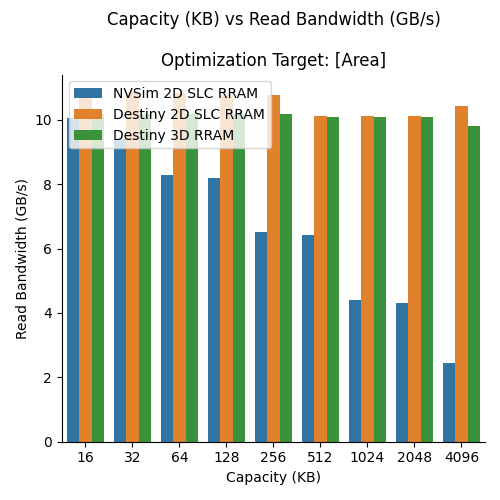 Capacity (KB) vs Read Bandwidth (GB/s)
Optimization Target: [Area]
NVSim 2D SLC RRAM
Destiny 2D SLC RRAM
Destiny 3D RRAM
10
8
6
4
2
0
Read Bandwidth (GB/s)
16 32 64 128 256 512 1024 2048 4096
Capacity (KB)